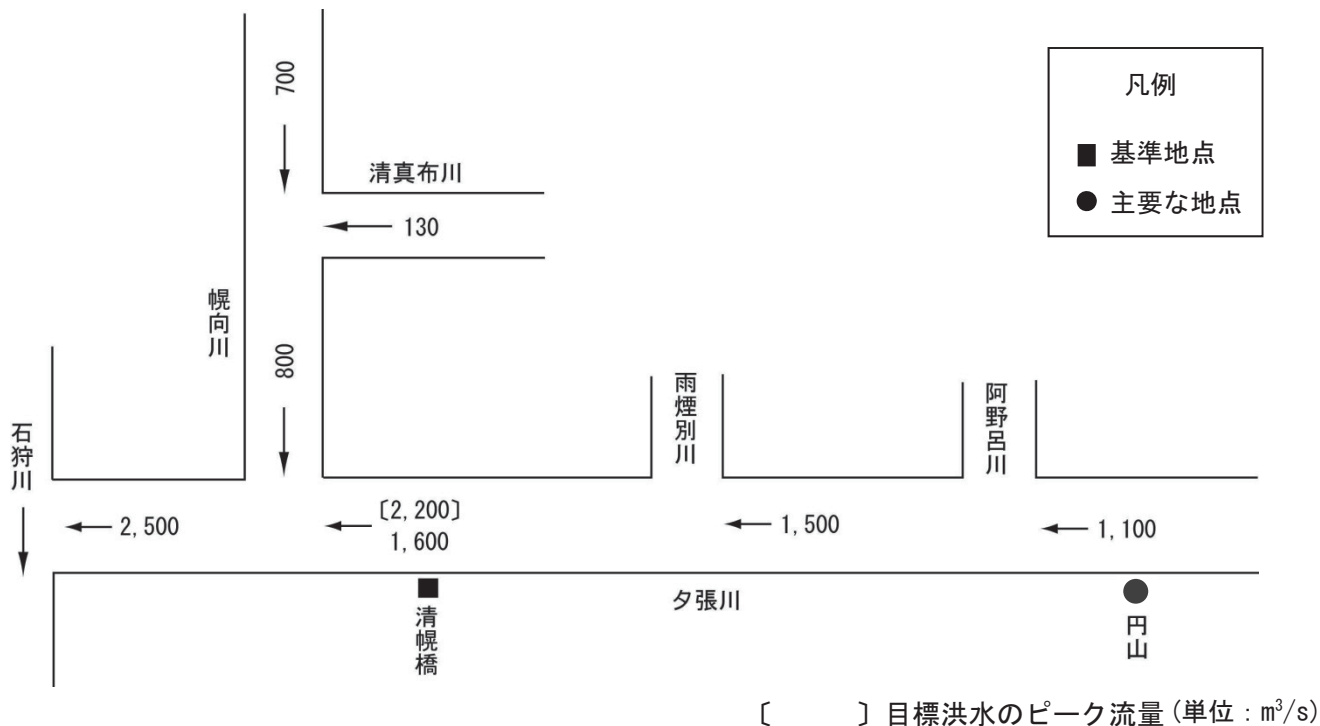 700
凡例
■ 基準地点
● 主要な地点
清真布川
130
幌向川
800
雨煙別川
阿野呂川
石狩川
2,500
〔2,200〕
1,600
1,500
1,100
清幌橋
夕張川
円山
〔　　　〕目標洪水のピーク流量 (単位：m³/s)